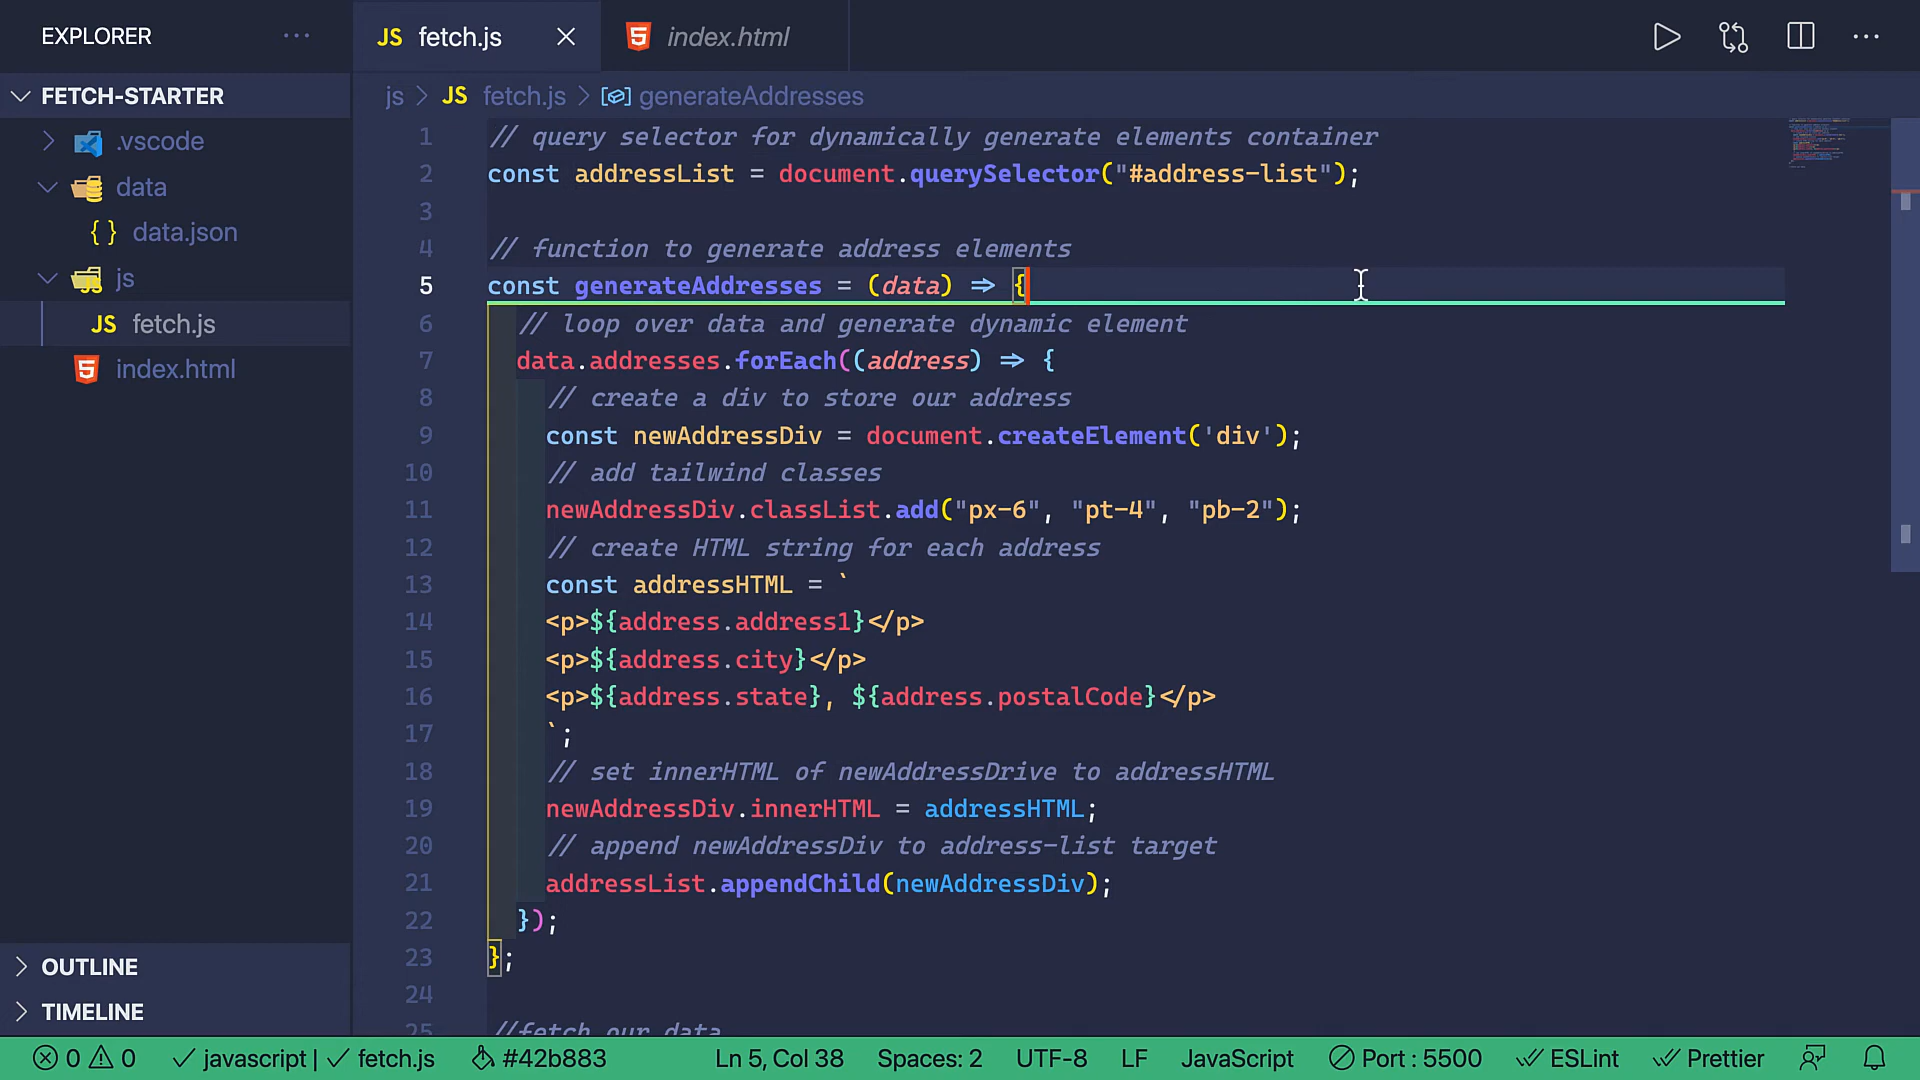 EXPLORER
FETCH-STARTER
.vscode
data
{ } data.json
js
JS fetch.js
index.html
OUTLINE
TIMELINE
JS fetch.js
index.html
js > JS fetch.js > generateAddresses
1 // query selector for dynamically generate elements container
2 const addressList = document.querySelector("#address-list");
3
4 // function to generate address elements
5 const generateAddresses = (data) => {
6 // loop over data and generate dynamic element
7 data.addresses.forEach((address) => {
8 // create a div to store our address
9 const newAddressDiv = document.createElement('div');
10 // add tailwind classes
11 newAddressDiv.classList.add("px-6", "pt-4", "pb-2");
12 // create HTML string for each address
13 const addressHTML = `
14 <p>${address.address1}</p>
15 <p>${address.city}</p>
16 <p>${address.state}, ${address.postalCode}</p>
17 `;
18 // set innerHTML of newAddressDrive to addressHTML
19 newAddressDiv.innerHTML = addressHTML;
20 // append newAddressDiv to address-list target
21 addressList.appendChild(newAddressDiv);
22 });
23 };
24
25 //fetch our data
0 0 javascript | fetch.js #42b883 Ln 5, Col 38 Spaces: 2 UTF-8 LF JavaScript Port : 5500 ESLint Prettier